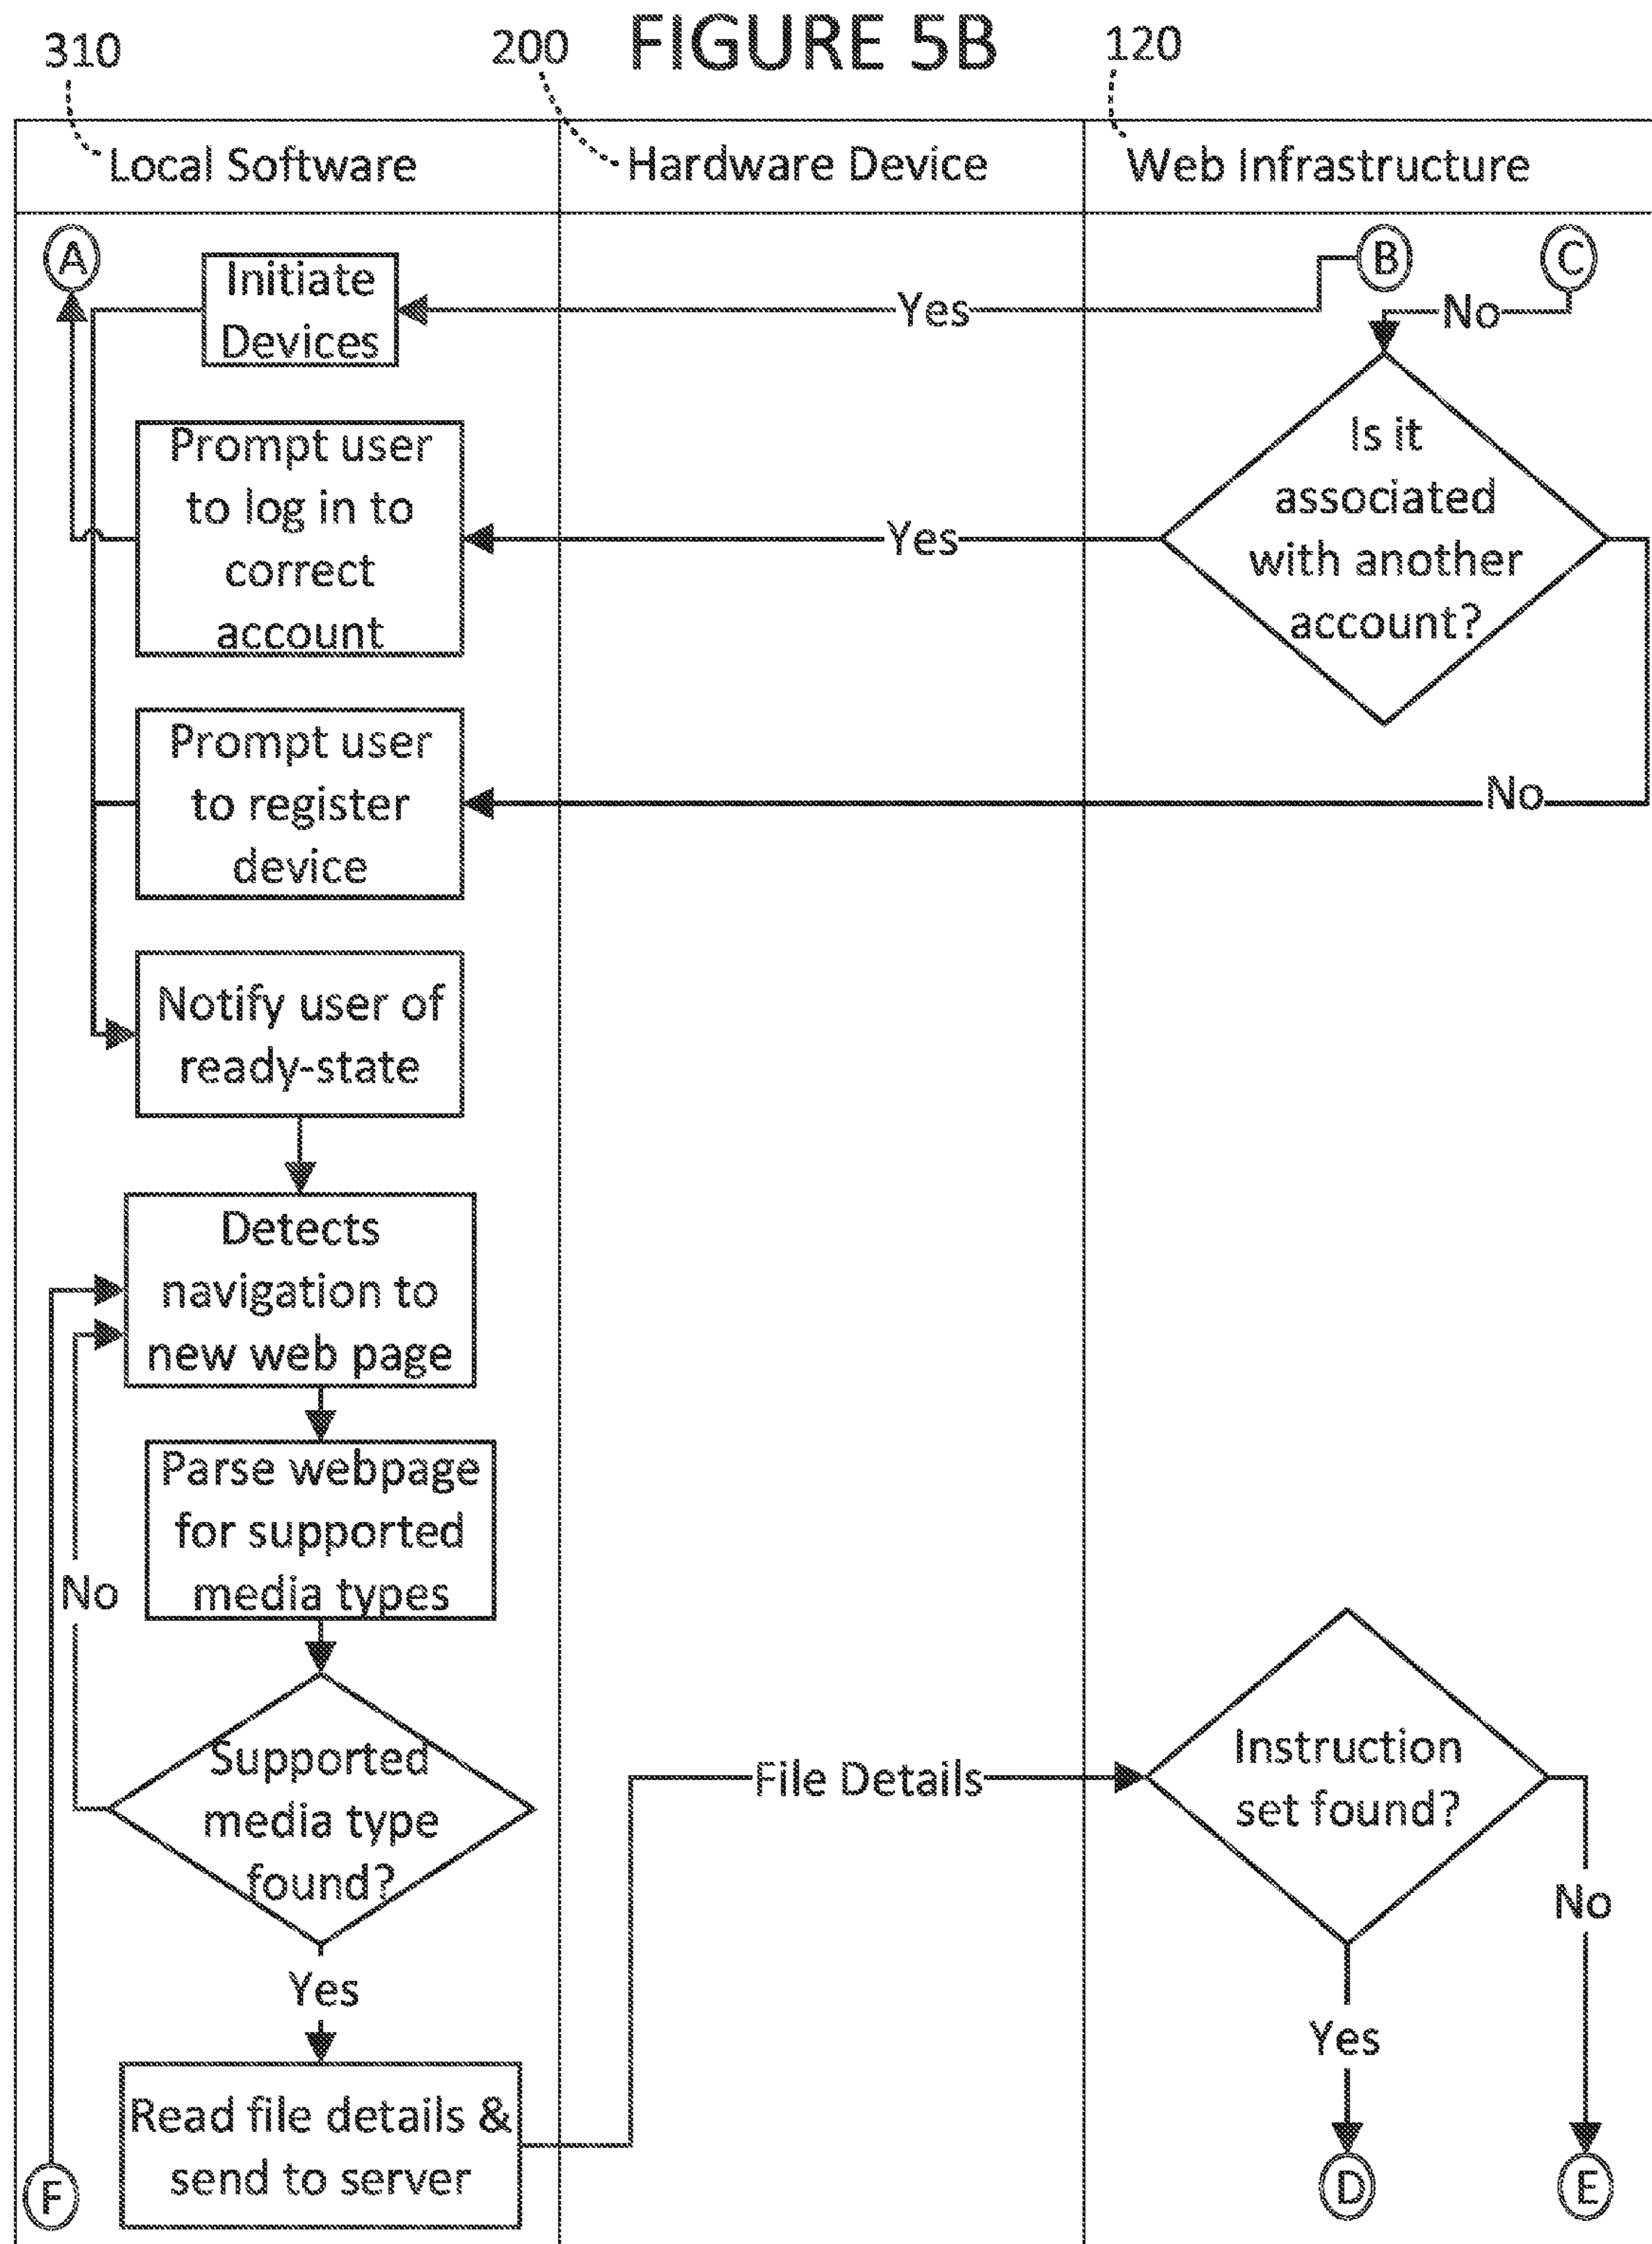 310
200
FIGURE 5B
120
Local Software
Hardware Device
Web Infrastructure
A
B
C
Initiate
Devices
Yes
No
Prompt user
to log in to
correct
account
Yes
Is it
associated
with another
account?
Prompt user
to register
device
No
Notify user of
ready-state
Detects
navigation to
new web page
Parse webpage
for supported
media types
No
Supported
media type
found?
File Details
Instruction
set found?
No
Yes
Yes
Read file details &
send to server
F
D
E